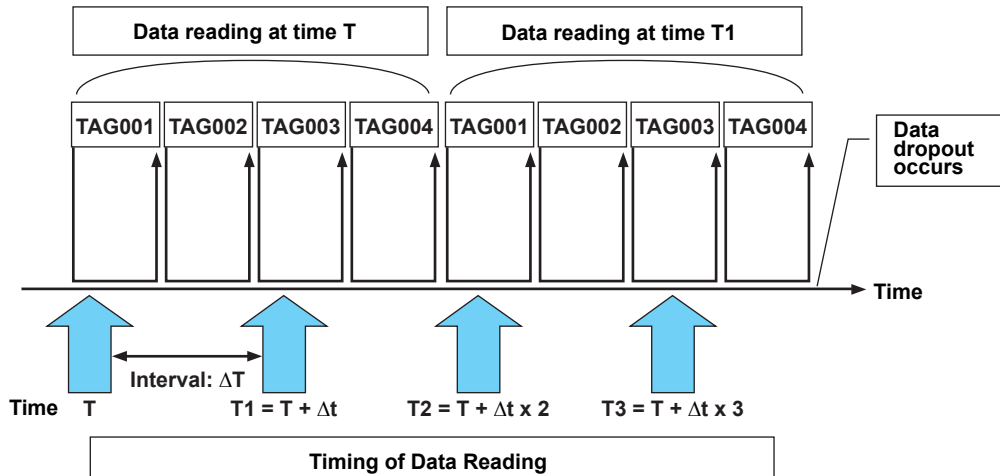 Data reading at time T
Data reading at time T1
TAG001 TAG002 TAG003 TAG004 TAG001 TAG002 TAG003 TAG004
Data
dropout
occurs
Time
Interval: ΔT
Time T T1 = T + Δt T2 = T + Δt x 2 T3 = T + Δt x 3
Timing of Data Reading